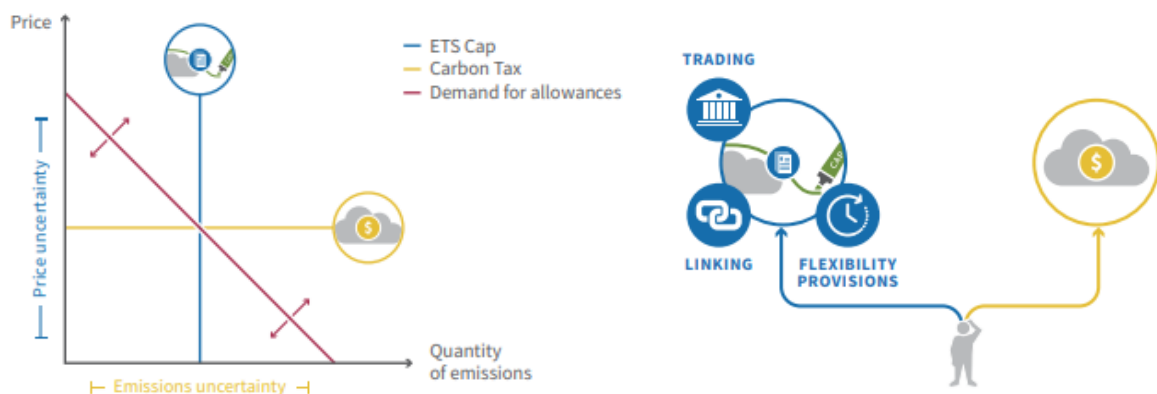 Price
ETS Cap
Carbon Tax
Demand for allowances
Price uncertainty
$
Quantity
of emissions
Emissions uncertainty
TRADING
CAP
$
LINKING
FLEXIBILITY
PROVISIONS